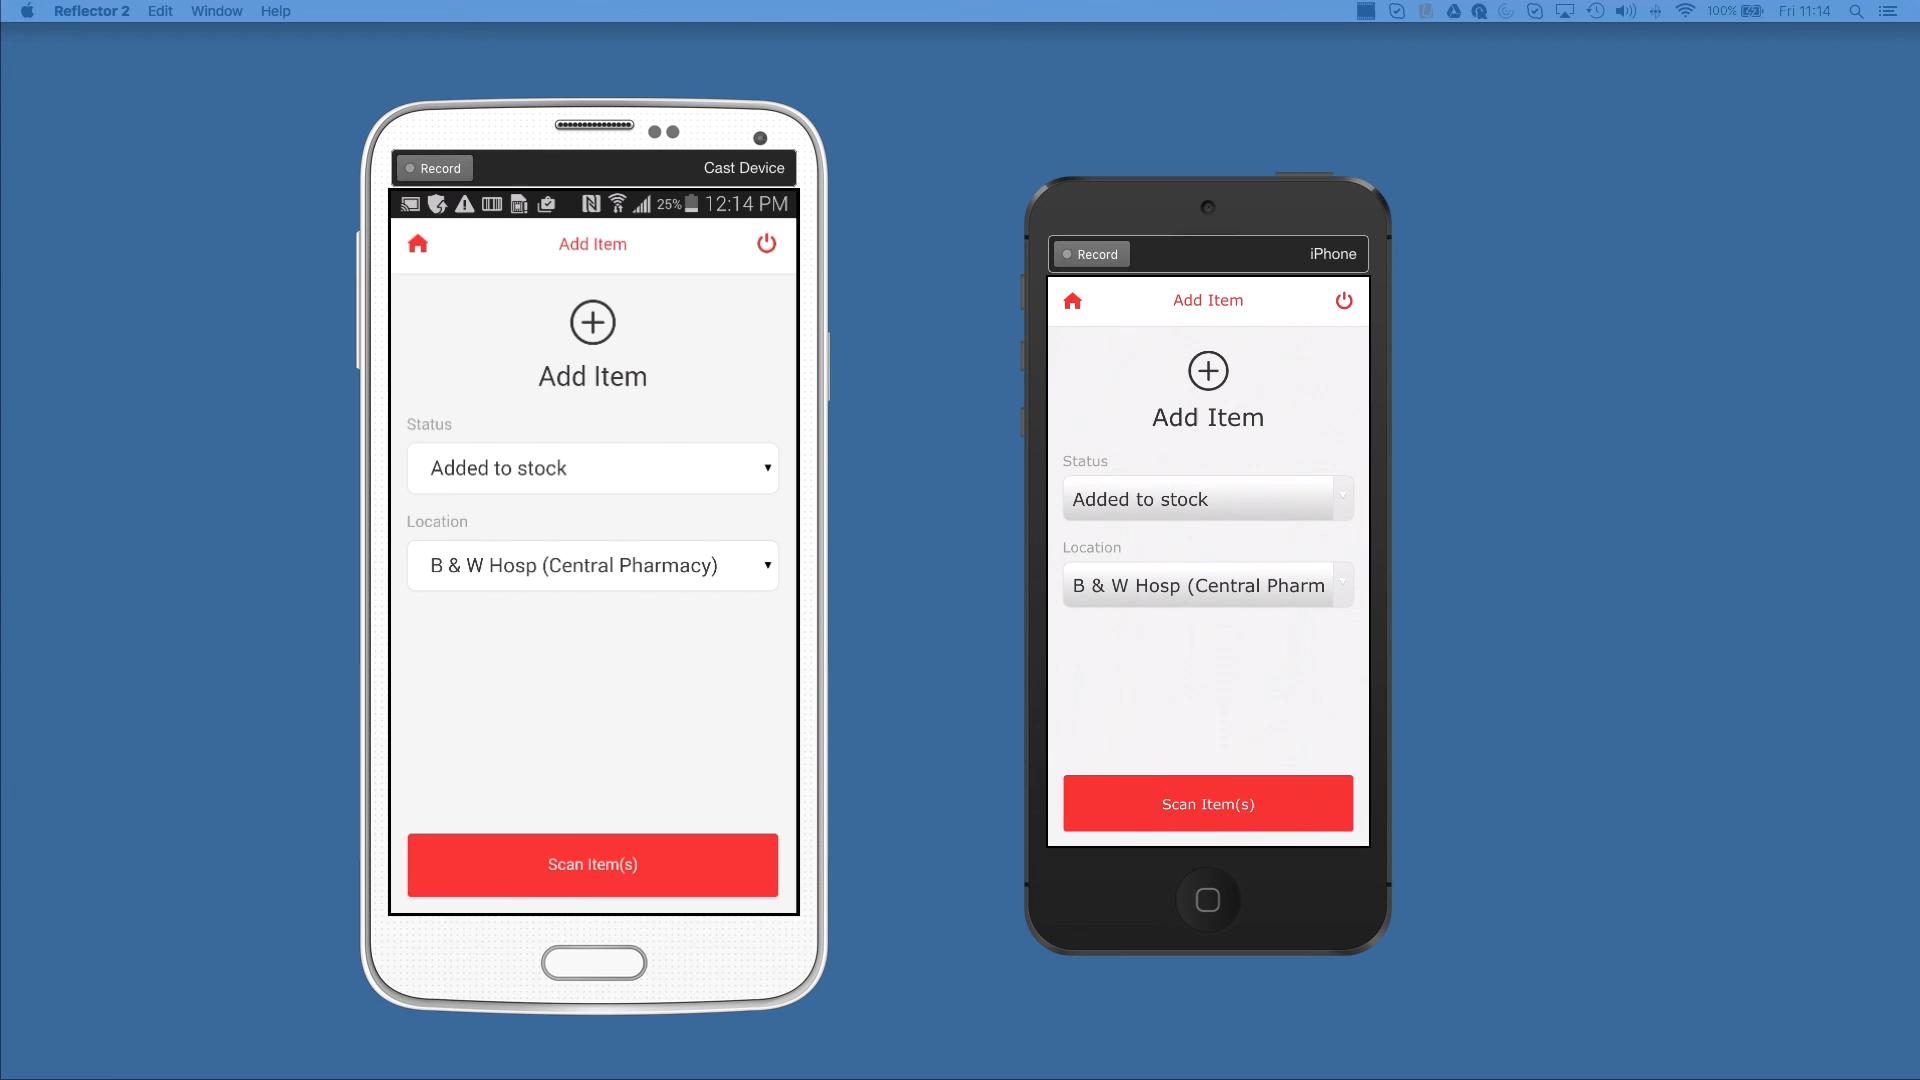 Reflector 2 Edit Window Help 100% Fri 11:14
Record Cast Device
25% 12:14 PM
Add Item
Add Item
Status
Added to stock
Location
B & W Hosp (Central Pharmacy)
Scan Item(s)
Record iPhone
Add Item
Add Item
Status
Added to stock
Location
B & W Hosp (Central Pharm
Scan Item(s)